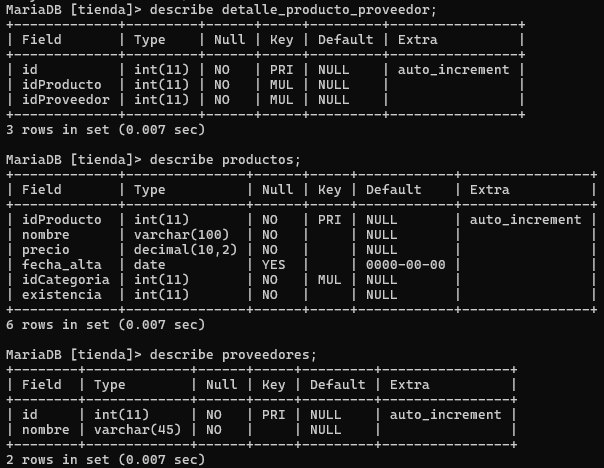 MariaDB [tienda]> describe detalle_producto_proveedor;
+-------------+---------+------+-----+---------+----------------+
| Field       | Type    | Null | Key | Default | Extra          |
+-------------+---------+------+-----+---------+----------------+
| id          | int(11) | NO   | PRI | NULL    | auto_increment |
| idProducto  | int(11) | NO   | MUL | NULL    |                |
| idProveedor | int(11) | NO   | MUL | NULL    |                |
+-------------+---------+------+-----+---------+----------------+
3 rows in set (0.007 sec)
MariaDB [tienda]> describe productos;
+-------------+---------------+------+-----+------------+----------------+
| Field       | Type          | Null | Key | Default    | Extra          |
+-------------+---------------+------+-----+------------+----------------+
| idProducto  | int(11)       | NO   | PRI | NULL       | auto_increment |
| nombre      | varchar(100)  | NO   |     | NULL       |                |
| precio      | decimal(10,2) | NO   |     | NULL       |                |
| fecha_alta  | date          | YES  |     | 0000-00-00 |                |
| idCategoria | int(11)       | NO   | MUL | NULL       |                |
| existencia  | int(11)       | NO   |     | NULL       |                |
+-------------+---------------+------+-----+------------+----------------+
6 rows in set (0.007 sec)
MariaDB [tienda]> describe proveedores;
+--------+-------------+------+-----+---------+----------------+
| Field  | Type        | Null | Key | Default | Extra          |
+--------+-------------+------+-----+---------+----------------+
| id     | int(11)     | NO   | PRI | NULL    | auto_increment |
| nombre | varchar(45) | NO   |     | NULL    |                |
+--------+-------------+------+-----+---------+----------------+
2 rows in set (0.007 sec)